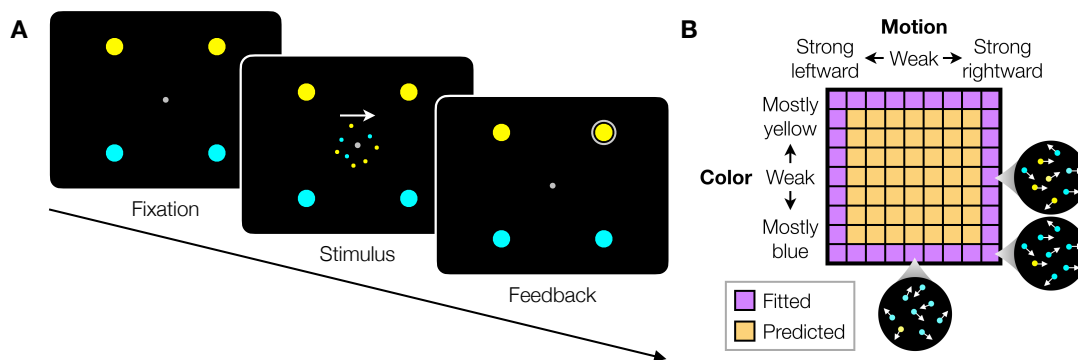 A
Fixation
Stimulus
Feedback
B
Motion
Strong
leftward
Weak
Strong
rightward
Mostly
yellow
Color
Weak
Mostly
blue
Fitted
Predicted